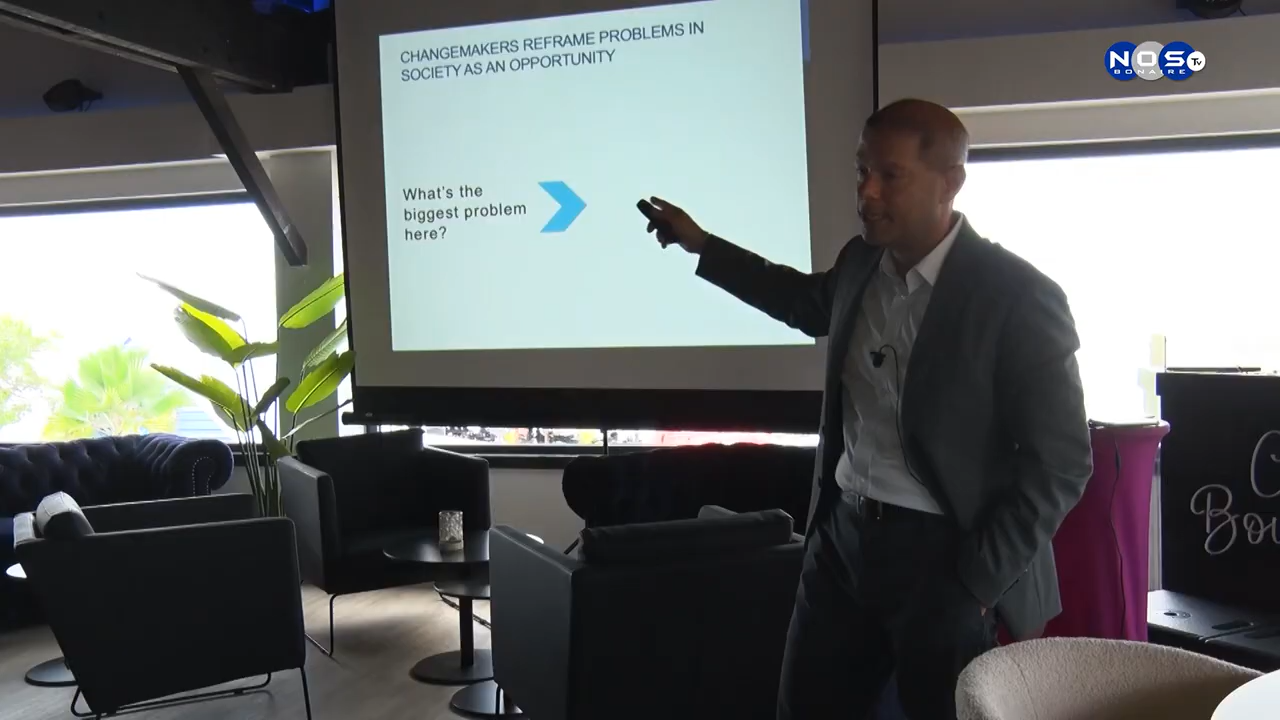 CHANGEMAKERS REFRAME PROBLEMS IN
SOCIETY AS AN OPPORTUNITY
What's the
biggest problem
here?
NOS TV
BONAIRE